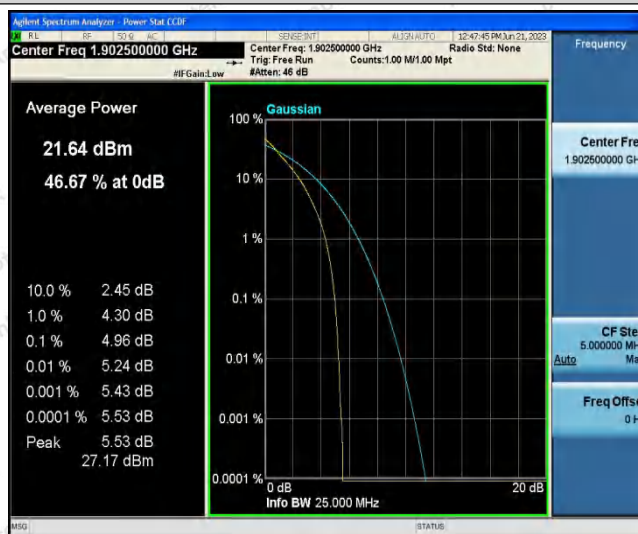 Agilent Spectrum Analyzer - Power Stat CCDF
RL RF 50 Ω AC SENSE:INT ALIGN AUTO 12:47:45 PM Jun 21, 2023
Center Freq 1.902500000 GHz
Center Freq: 1.902500000 GHz Radio Std: None
Trig: Free Run Counts:1.00 M/1.00 Mpt
#IFGain:Low #Atten: 46 dB
Frequency
Average Power
21.64 dBm
46.67 % at 0dB
10.0 % 2.45 dB
1.0 % 4.30 dB
0.1 % 4.96 dB
0.01 % 5.24 dB
0.001 % 5.43 dB
0.0001 % 5.53 dB
Peak 5.53 dB
27.17 dBm
Gaussian
100 %
10 %
1 %
0.1 %
0.01 %
0.001 %
0.0001 %
0 dB 20 dB
Info BW 25.000 MHz
Center Fre
1.902500000 GH
CF Ste
5.000000 MH
Auto Ma
Freq Offs
0 H
MSG STATUS